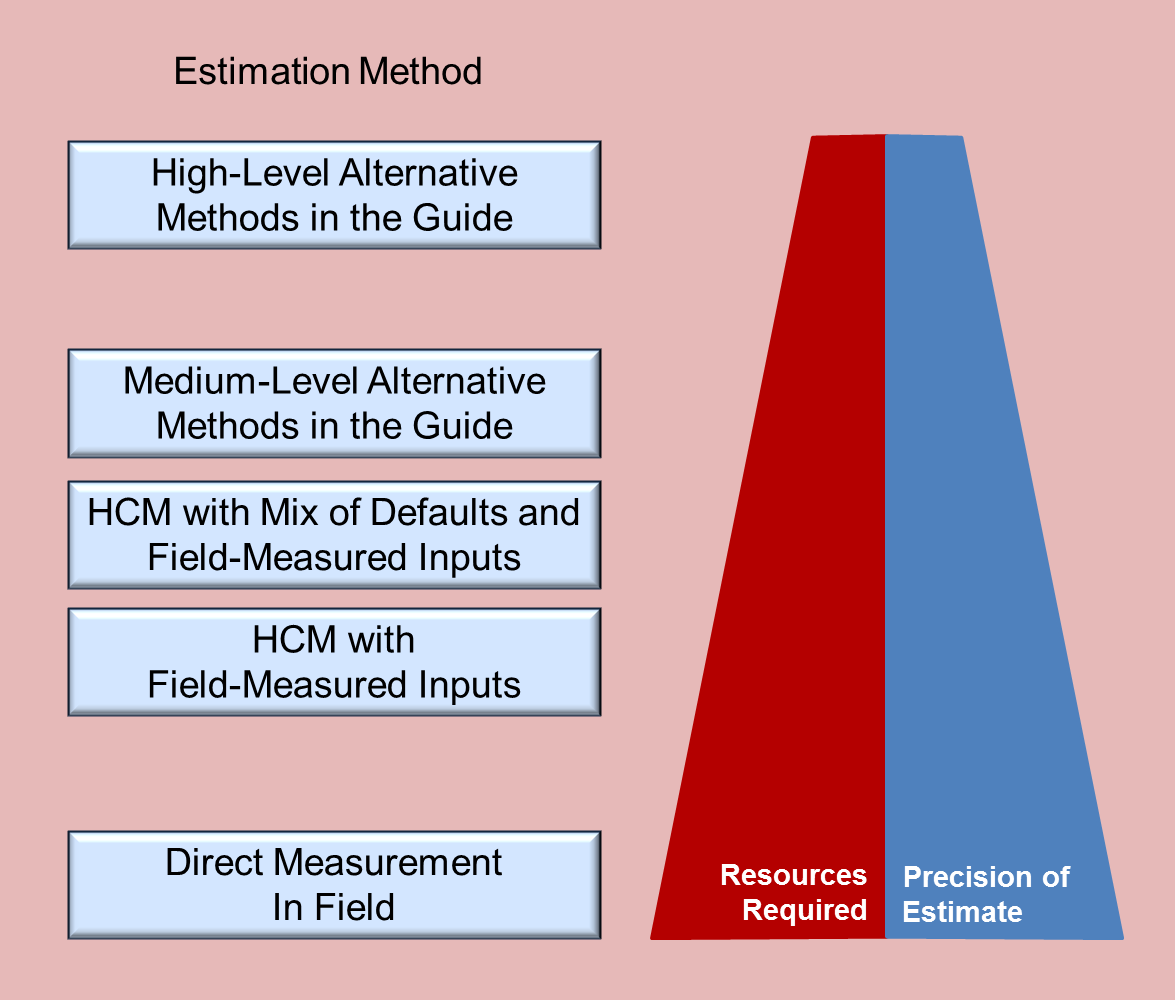 Estimation Method
High-Level Alternative
Methods in the Guide
Medium-Level Alternative
Methods in the Guide
HCM with Mix of Defaults and
Field-Measured Inputs
HCM with
Field-Measured Inputs
Direct Measurement
In Field
Resources
Required
Precision of
Estimate